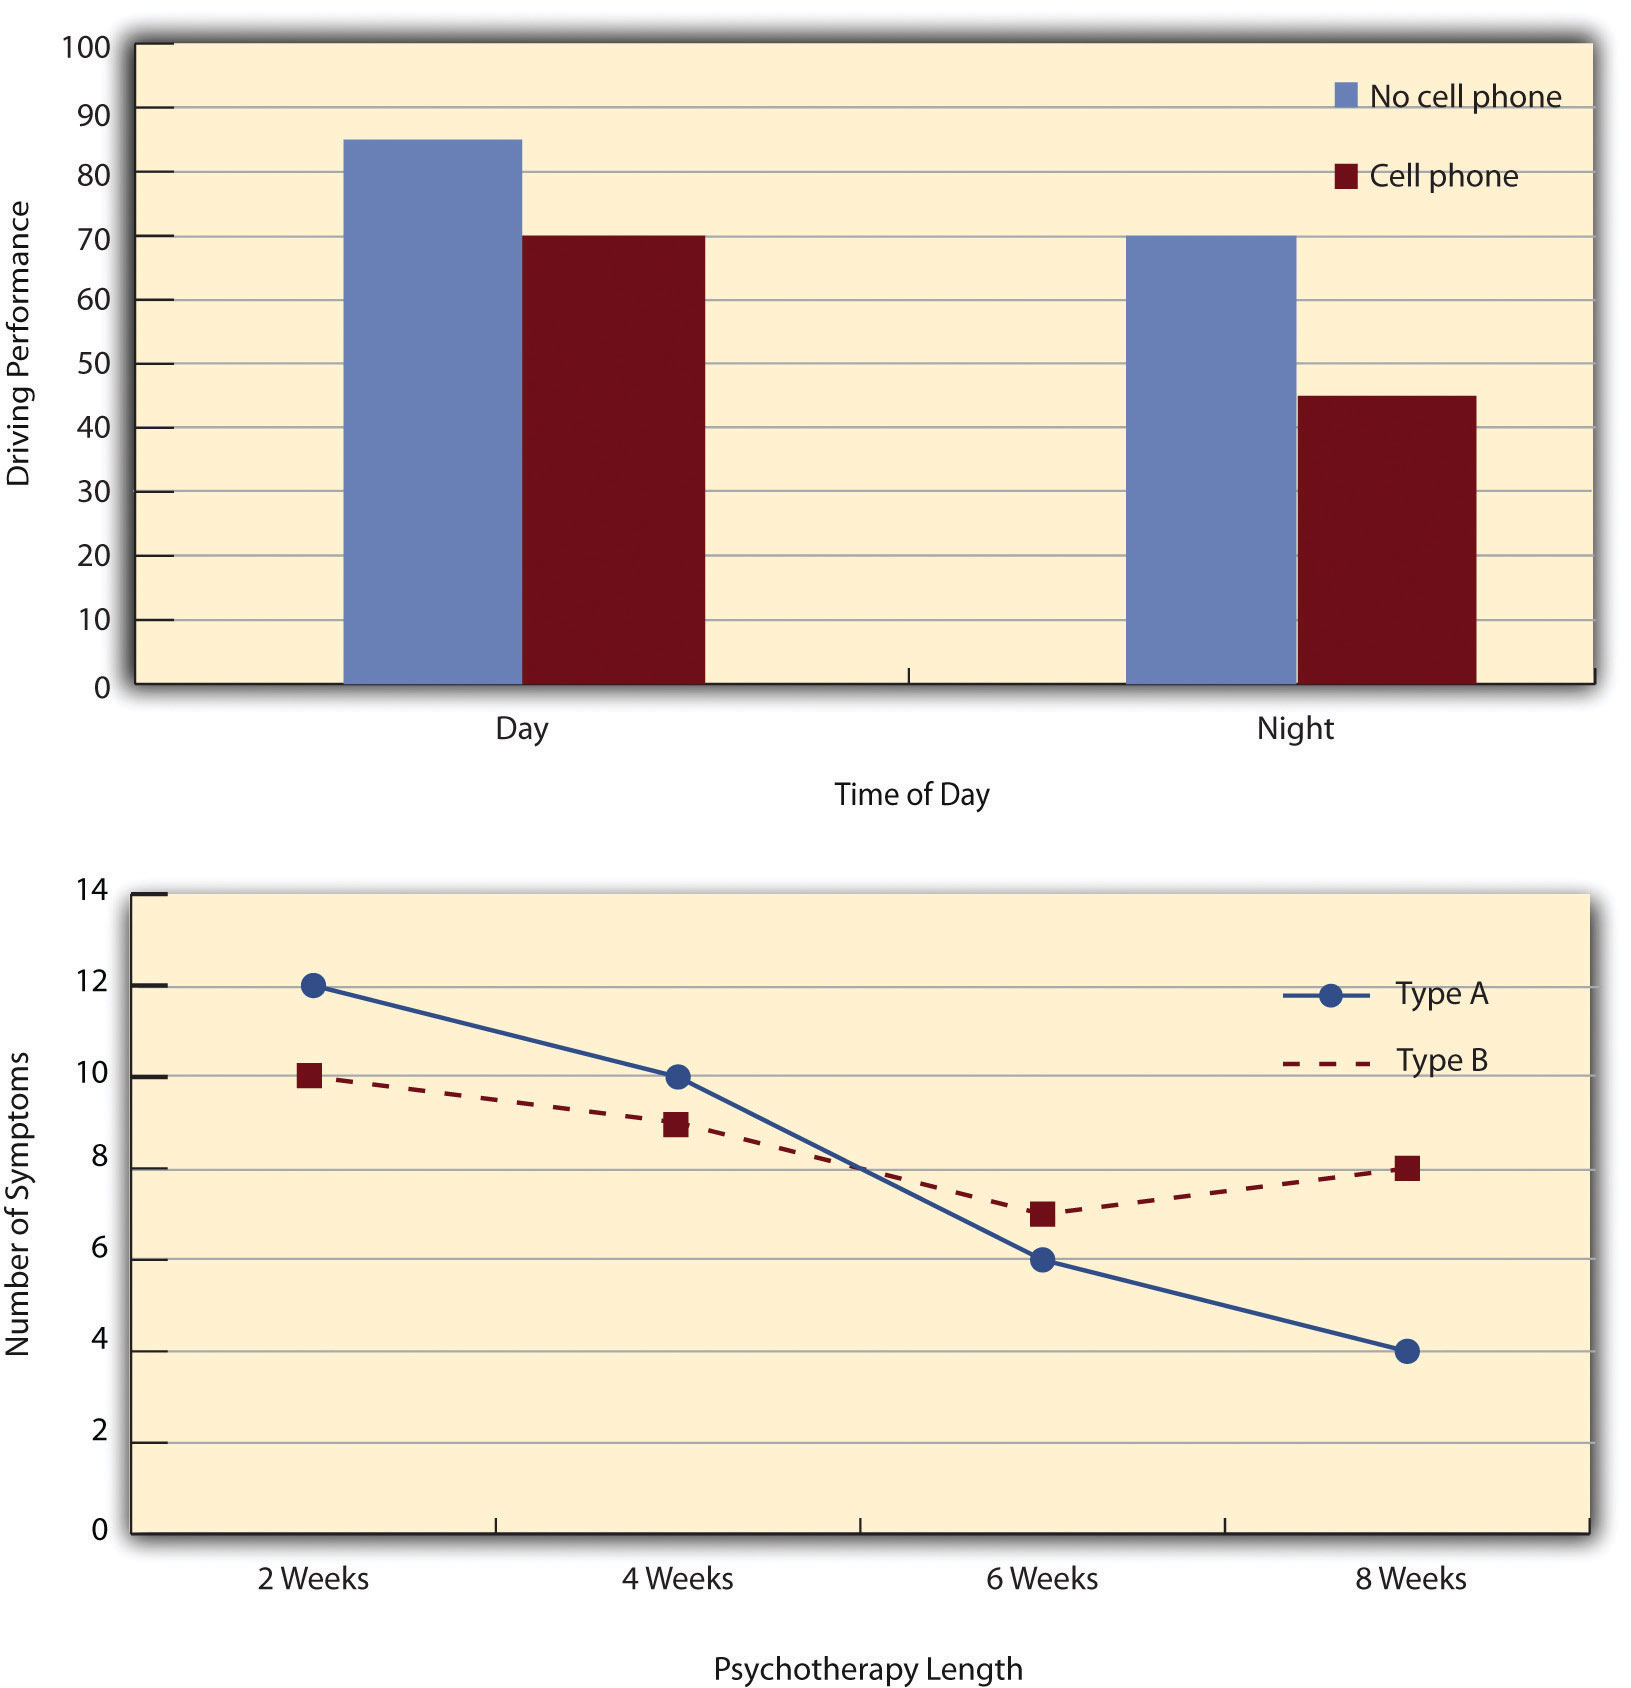 100
90
80
70
60
50
40
30
20
10
0
Driving Performance
No cell phone
Cell phone
Day
Night
Time of Day
14
12
10
8
6
4
2
0
Number of Symptoms
Type A
Type B
2 Weeks
4 Weeks
6 Weeks
8 Weeks
Psychotherapy Length